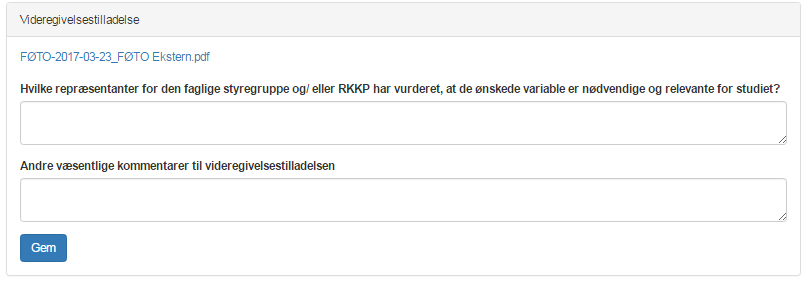 Videregivelsestilladelse
FØTO-2017-03-23_FØTO Ekstern.pdf
Hvilke repræsentanter for den faglige styregruppe og/ eller RKKP har vurderet, at de ønskede variable er nødvendige og relevante for studiet?
Andre væsentlige kommentarer til videregivelsestilladelsen
Gem